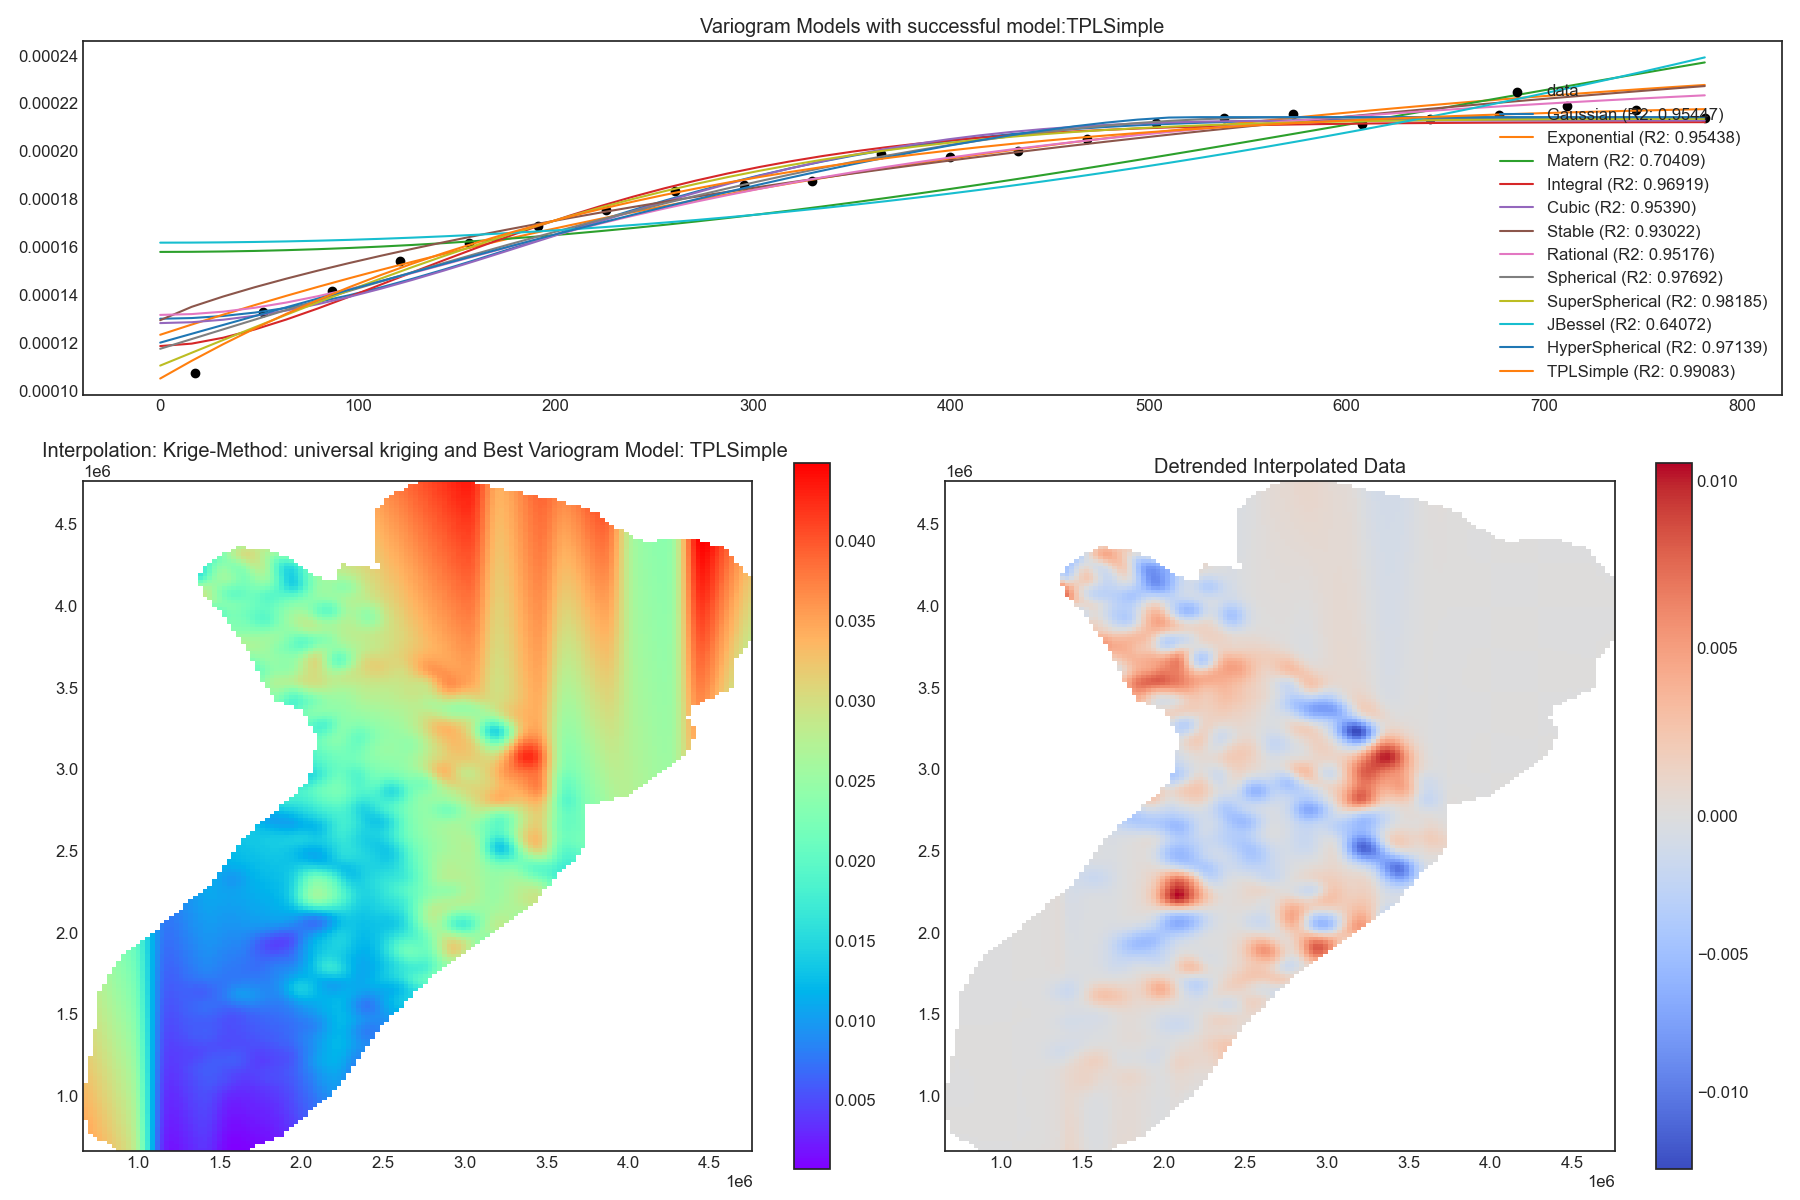 Variogram Models with successful model:TPLSimple
0.00024
0.00022
0.00020
0.00018
0.00016
0.00014
0.00012
0.00010
data
Gaussian (R2: 0.95447)
Exponential (R2: 0.95438)
Matern (R2: 0.70409)
Integral (R2: 0.96919)
Cubic (R2: 0.95390)
Stable (R2: 0.93022)
Rational (R2: 0.95176)
Spherical (R2: 0.97692)
SuperSpherical (R2: 0.98185)
JBessel (R2: 0.64072)
HyperSpherical (R2: 0.97139)
TPLSimple (R2: 0.99083)
0 100 200 300 400 500 600 700 800
Interpolation: Krige-Method: universal kriging and Best Variogram Model: TPLSimple
1e6
4.5
4.0
3.5
3.0
2.5
2.0
1.5
1.0
1.0 1.5 2.0 2.5 3.0 3.5 4.0 4.5
1e6
0.040
0.035
0.030
0.025
0.020
0.015
0.010
0.005
Detrended Interpolated Data
1e6
4.5
4.0
3.5
3.0
2.5
2.0
1.5
1.0
1.0 1.5 2.0 2.5 3.0 3.5 4.0 4.5
1e6
0.010
0.005
0.000
−0.005
−0.010